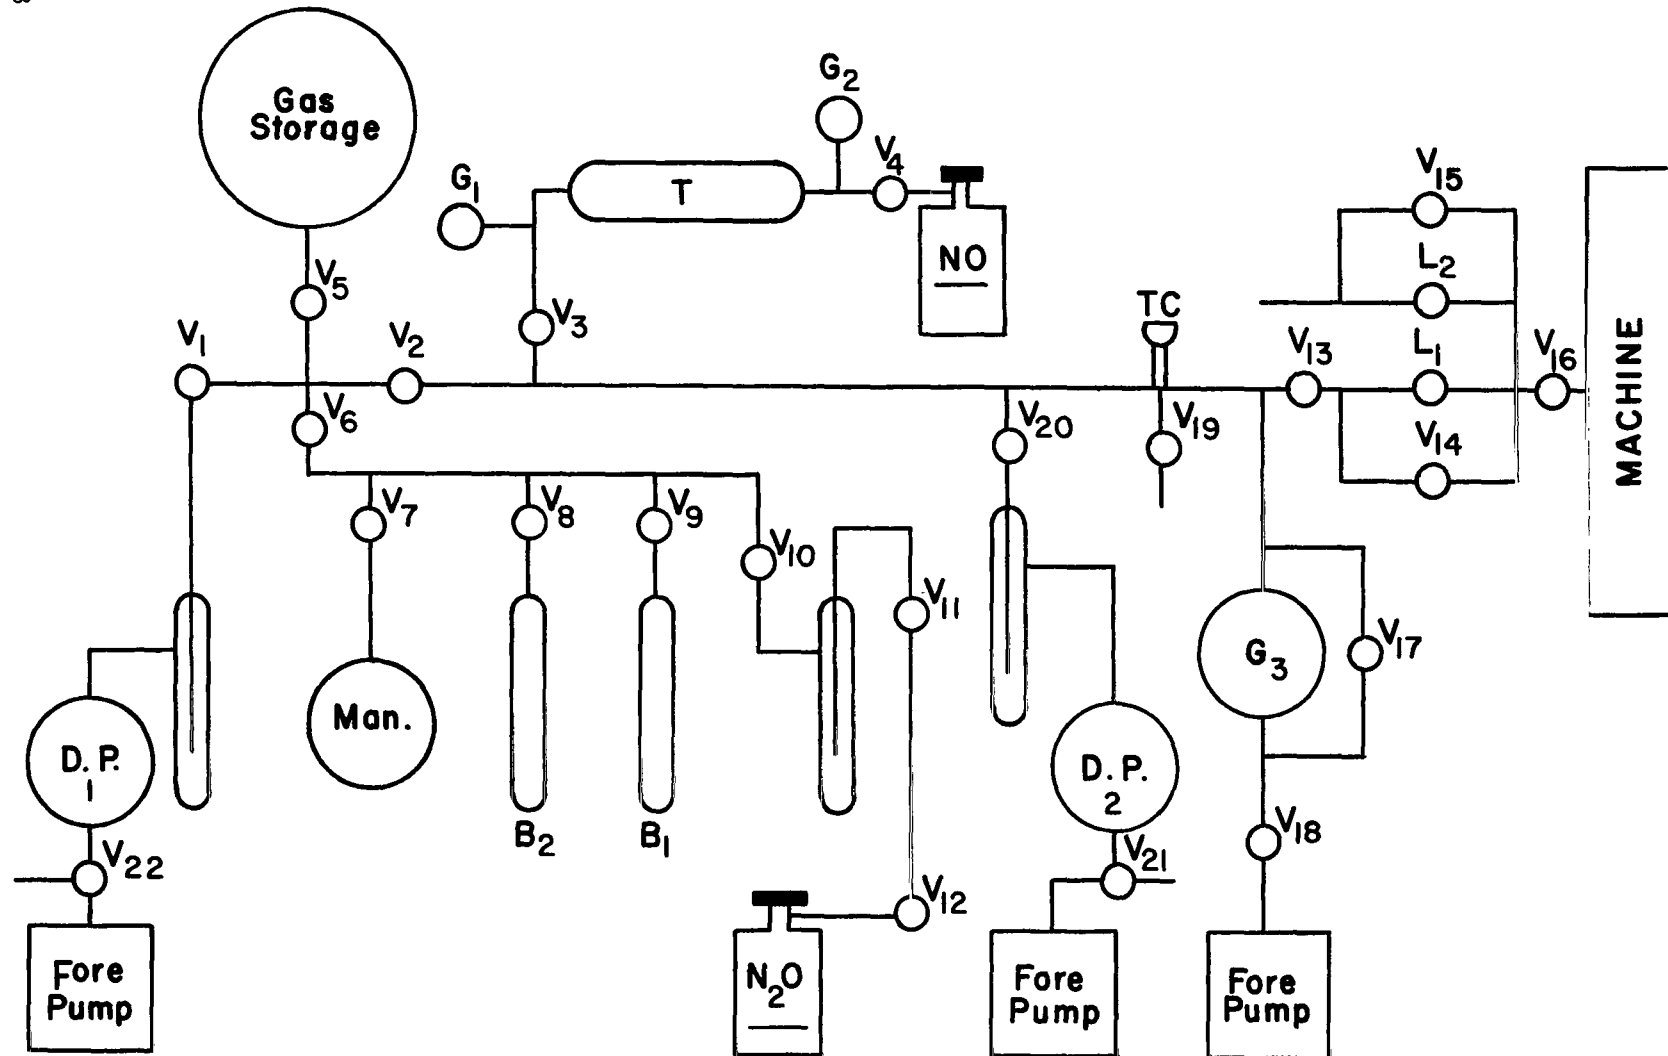 Gas
Storage
G2
V4
G1
T
NO
V15
L2
V5
V3
TC
V1
V2
V13
L1
V16
MACHINE
V6
V20
V19
V14
V7
V8
V9
V10
V11
V17
G3
Man.
D.P.
1
D.P.
2
B2
B1
V18
V22
V21
V12
Fore
Pump
N2O
Fore
Pump
Fore
Pump